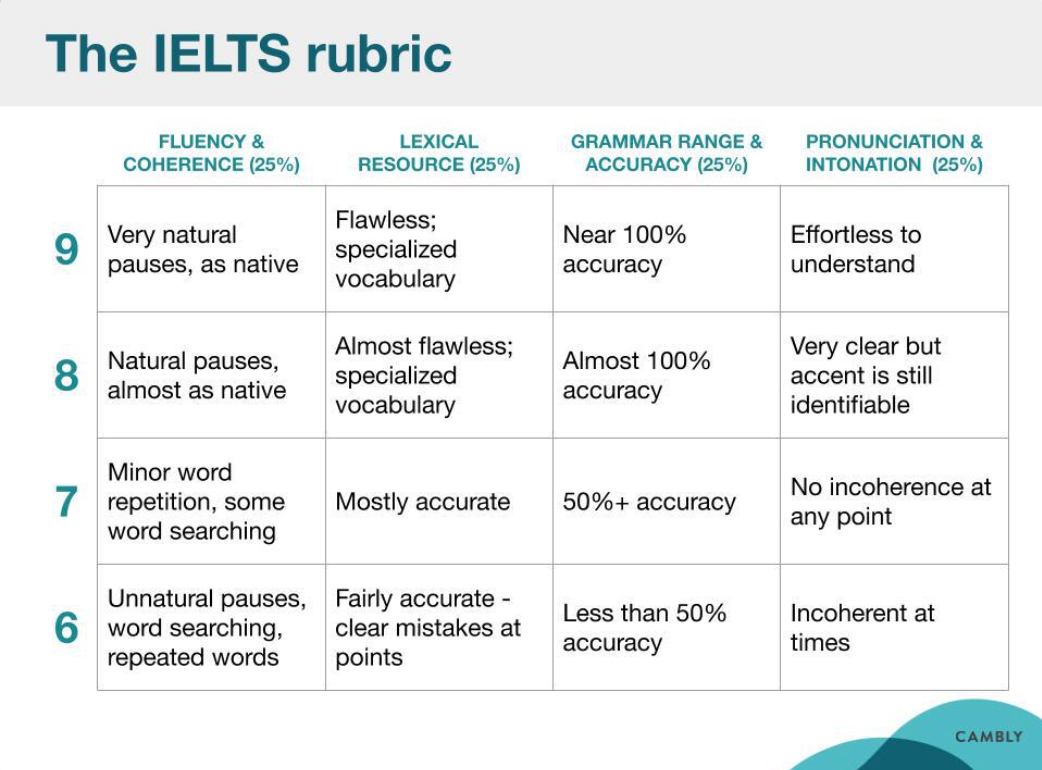 The IELTS rubric
FLUENCY &
COHERENCE (25%)
LEXICAL
RESOURCE (25%)
GRAMMAR RANGE &
ACCURACY (25%)
PRONUNCIATION &
INTONATION (25%)
9
Very natural
pauses, as native
Flawless;
specialized
vocabulary
Near 100%
accuracy
Effortless to
understand
8
Natural pauses,
almost as native
Almost flawless;
specialized
vocabulary
Almost 100%
accuracy
Very clear but
accent is still
identifiable
7
Minor word
repetition, some
word searching
Mostly accurate
50%+ accuracy
No incoherence at
any point
6
Unnatural pauses,
word searching,
repeated words
Fairly accurate -
clear mistakes at
points
Less than 50%
accuracy
Incoherent at
times
CAMBLY